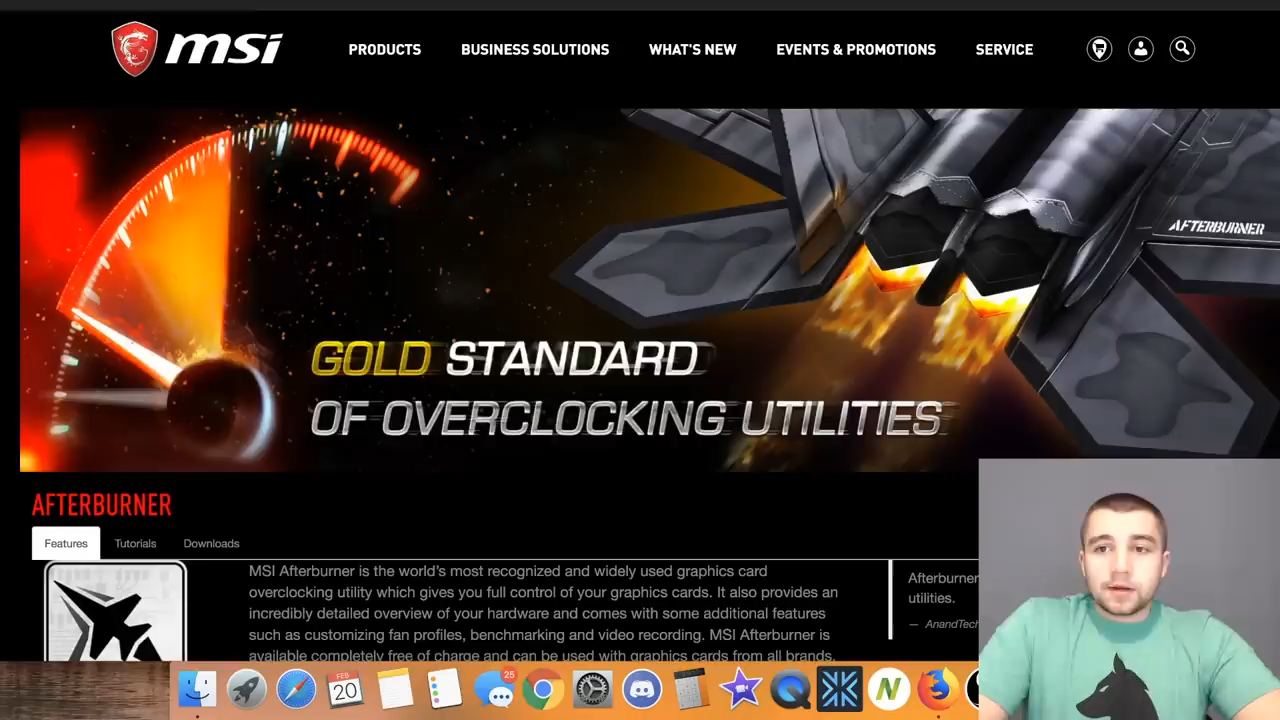 msi
PRODUCTS
BUSINESS SOLUTIONS
WHAT'S NEW
EVENTS & PROMOTIONS
SERVICE
AFTERBURNER
GOLD STANDARD
OF OVERCLOCKING UTILITIES
AFTERBURNER
Features
Tutorials
Downloads
MSI Afterburner is the world's most recognized and widely used graphics card
overclocking utility which gives you full control of your graphics cards. It also provides an
incredibly detailed overview of your hardware and comes with some additional features
such as customizing fan profiles, benchmarking and video recording. MSI Afterburner is
available completely free of charge and can be used with graphics cards from all brands.
Afterburner
utilities.
— AnandTech
FEB
20
25
N